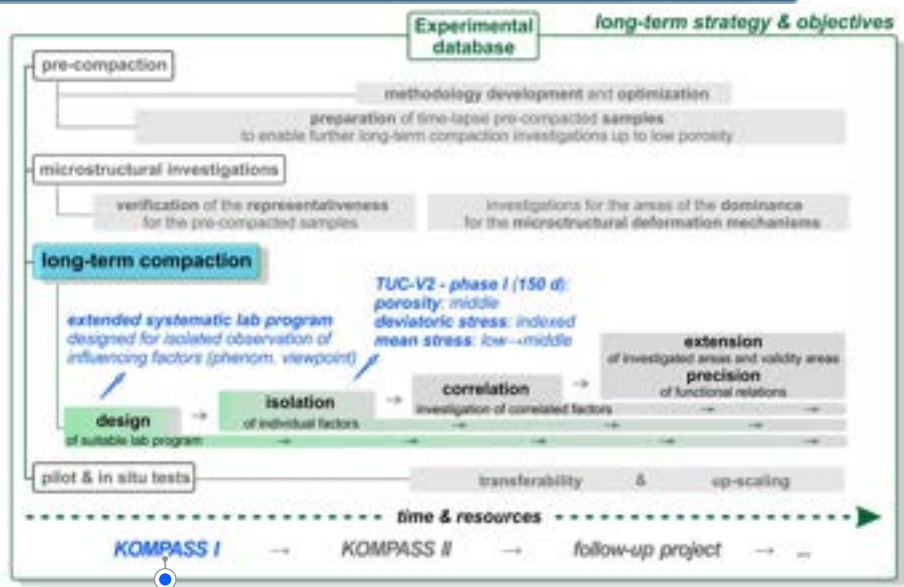 long-term strategy & objectives
Experimental
database
pre-compaction
methodology development and optimization
preparation of time-lapse pre-compacted samples
to enable further long-term compaction investigations up to low porosity
microstructural investigations
verification of the representativeness
for the pre-compacted samples
investigations for the areas of the dominance
for the microstructural deformation mechanisms
long-term compaction
TUC-V2 - phase I (150 d):
porosity: middle
deviatoric stress: indexed
mean stress: low→middle
extended systematic lab program
designed for isolated observation of
influencing factors (phenom. viewpoint)
extension
of investigated areas and validity areas
precision
of functional relations
correlation →
investigation of correlated factors → →
isolation →
of individual factors → → →
design →
of suitable lab program → → → → →
pilot & in situ tests
transferability & up-scaling
time & resources
KOMPASS I → KOMPASS II → follow-up project → ...